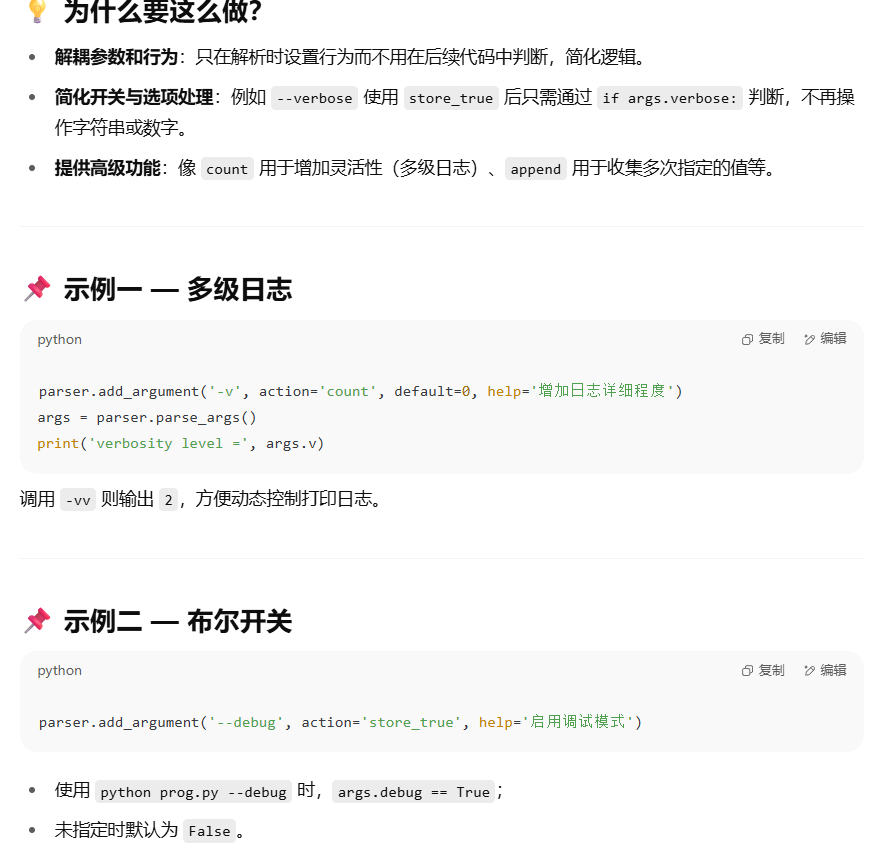 💡 为什么要这么做？
• 解耦参数和行为：只在解析时设置行为而不用在后续代码中判断，简化逻辑。
• 简化开关与选项处理：例如 --verbose 使用 store_true 后只需通过 if args.verbose: 判断，不再操
作字符串或数字。
• 提供高级功能：像 count 用于增加灵活性（多级日志）、append 用于收集多次指定的值等。
📌 示例一 — 多级日志
python 复制 编辑
parser.add_argument('-v', action='count', default=0, help='增加日志详细程度')
args = parser.parse_args()
print('verbosity level =', args.v)
调用 -vv 则输出 2，方便动态控制打印日志。
📌 示例二 — 布尔开关
python 复制 编辑
parser.add_argument('--debug', action='store_true', help='启用调试模式')
• 使用 python prog.py --debug 时，args.debug == True；
• 未指定时默认为 False。